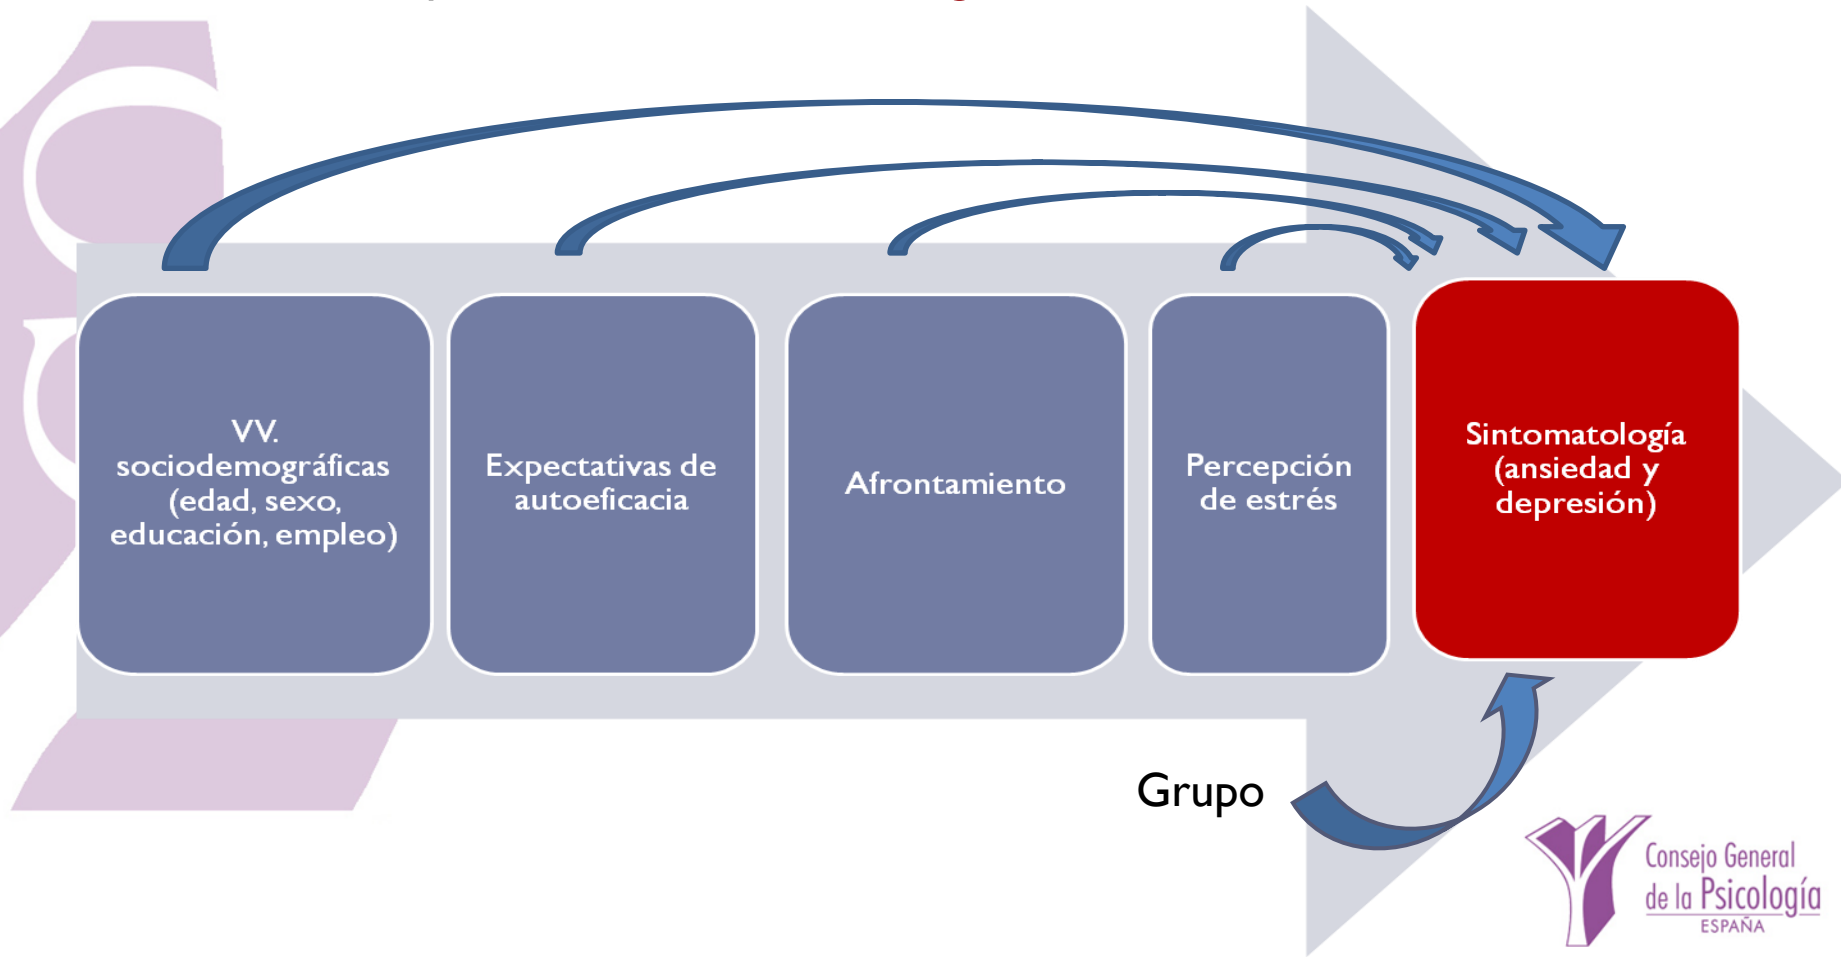 VV.
sociodemográficas
(edad, sexo,
educación, empleo)
Expectativas de
autoeficacia
Afrontamiento
Percepción
de estrés
Sintomatología
(ansiedad y
depresión)
Grupo
Consejo General
de la Psicología
ESPAÑA